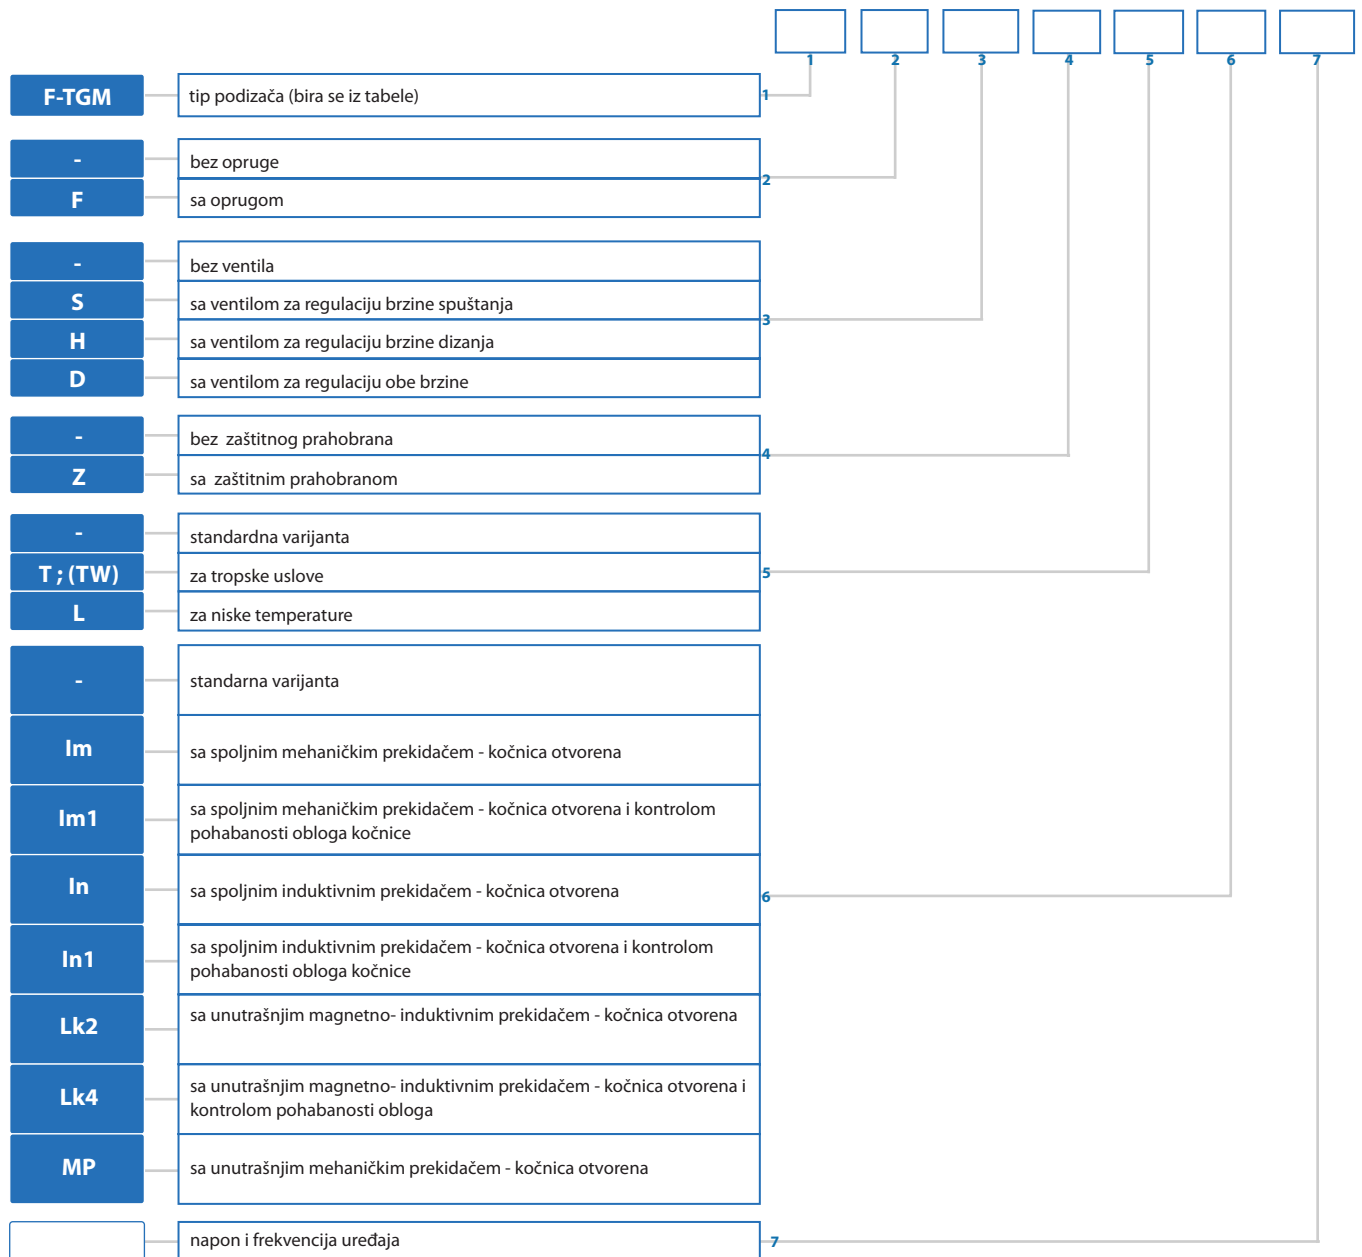 1 2 3 4 5 6 7
F-TGM tip podizača (bira se iz tabele) 1
- bez opruge
2
F sa oprugom
- bez ventila
S sa ventilom za regulaciju brzine spuštanja
3
H sa ventilom za regulaciju brzine dizanja
D sa ventilom za regulaciju obe brzine
- bez zaštitnog prahobrana
4
Z sa zaštitnim prahobranom
- standardna varijanta
T ; (TW) za tropske uslove 5
L za niske temperature
- standarna varijanta
Im sa spoljnim mehaničkim prekidačem - kočnica otvorena
Im1 sa spoljnim mehaničkim prekidačem - kočnica otvorena i kontrolom
pohabanosti obloga kočnice
In sa spoljnim induktivnim prekidačem - kočnica otvorena 6
In1 sa spoljnim induktivnim prekidačem - kočnica otvorena i kontrolom
pohabanosti obloga kočnice
Lk2 sa unutrašnjim magnetno- induktivnim prekidačem - kočnica otvorena
Lk4 sa unutrašnjim magnetno- induktivnim prekidačem - kočnica otvorena i
kontrolom pohabanosti obloga
MP sa unutrašnjim mehaničkim prekidačem - kočnica otvorena
napon i frekvencija uređaja 7